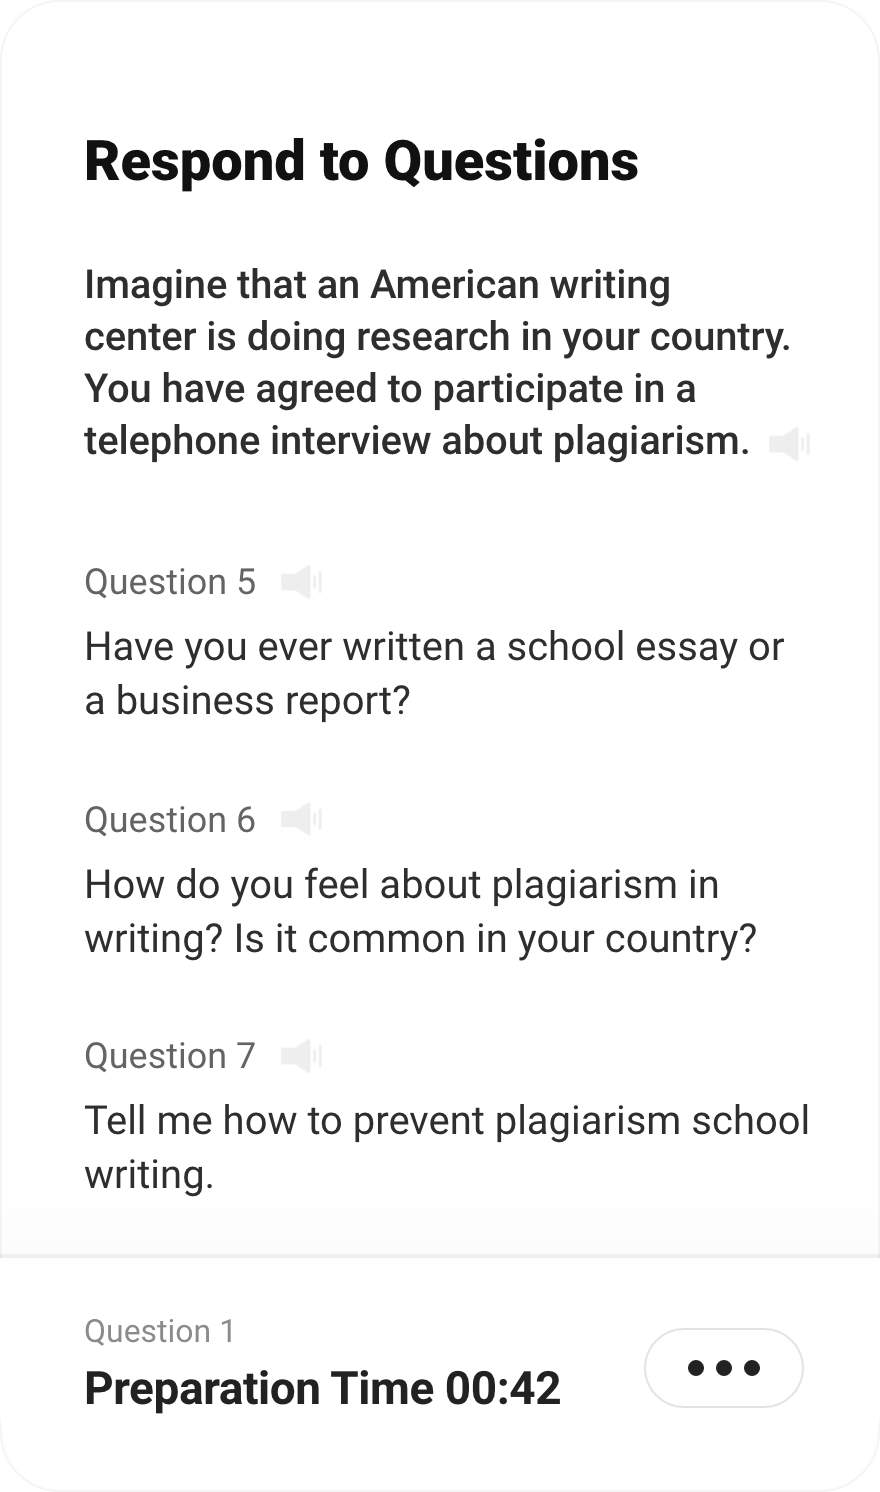 Respond to Questions
Imagine that an American writing
center is doing research in your country.
You have agreed to participate in a
telephone interview about plagiarism.
Question 5
Have you ever written a school essay or
a business report?
Question 6
How do you feel about plagiarism in
writing? Is it common in your country?
Question 7
Tell me how to prevent plagiarism school
writing.
Question 1
Preparation Time 00:42